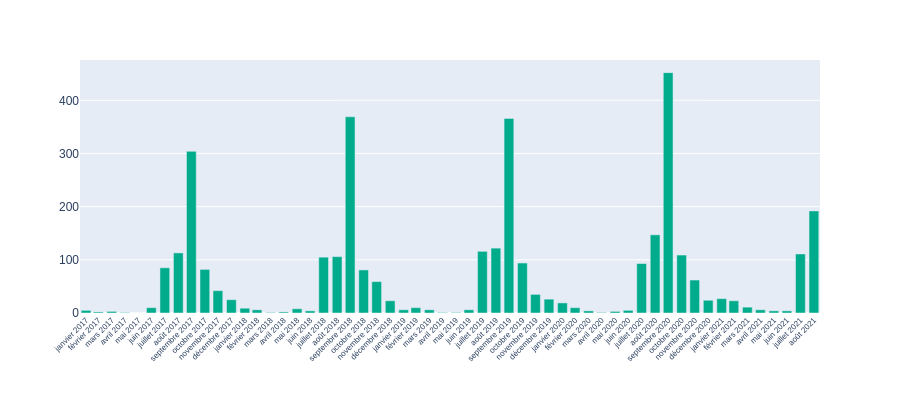 400
300
200
100
0
janvier 2017
février 2017
mars 2017
avril 2017
mai 2017
juin 2017
juillet 2017
août 2017
septembre 2017
octobre 2017
novembre 2017
décembre 2017
janvier 2018
février 2018
mars 2018
avril 2018
mai 2018
juin 2018
juillet 2018
août 2018
septembre 2018
octobre 2018
novembre 2018
décembre 2018
janvier 2019
février 2019
mars 2019
avril 2019
mai 2019
juin 2019
juillet 2019
août 2019
septembre 2019
octobre 2019
novembre 2019
décembre 2019
janvier 2020
février 2020
mars 2020
avril 2020
mai 2020
juin 2020
juillet 2020
août 2020
septembre 2020
octobre 2020
novembre 2020
décembre 2020
janvier 2021
février 2021
mars 2021
avril 2021
mai 2021
juin 2021
juillet 2021
août 2021